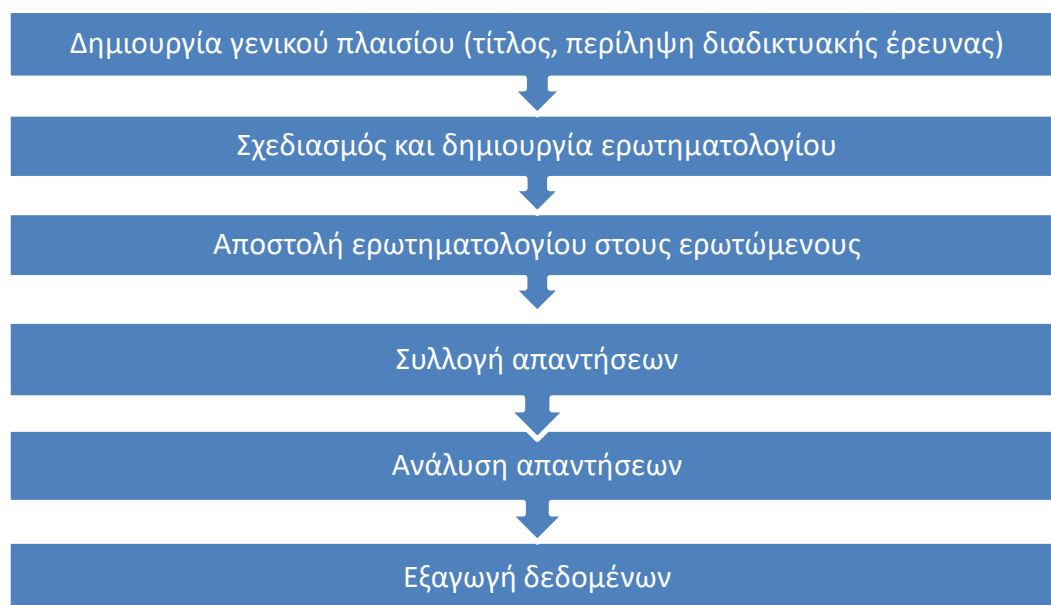 Δημιουργία γενικού πλαισίου (τίτλος, περίληψη διαδικτυακής έρευνας)
Σχεδιασμός και δημιουργία ερωτηματολογίου
Αποστολή ερωτηματολογίου στους ερωτώμενους
Συλλογή απαντήσεων
Ανάλυση απαντήσεων
Εξαγωγή δεδομένων